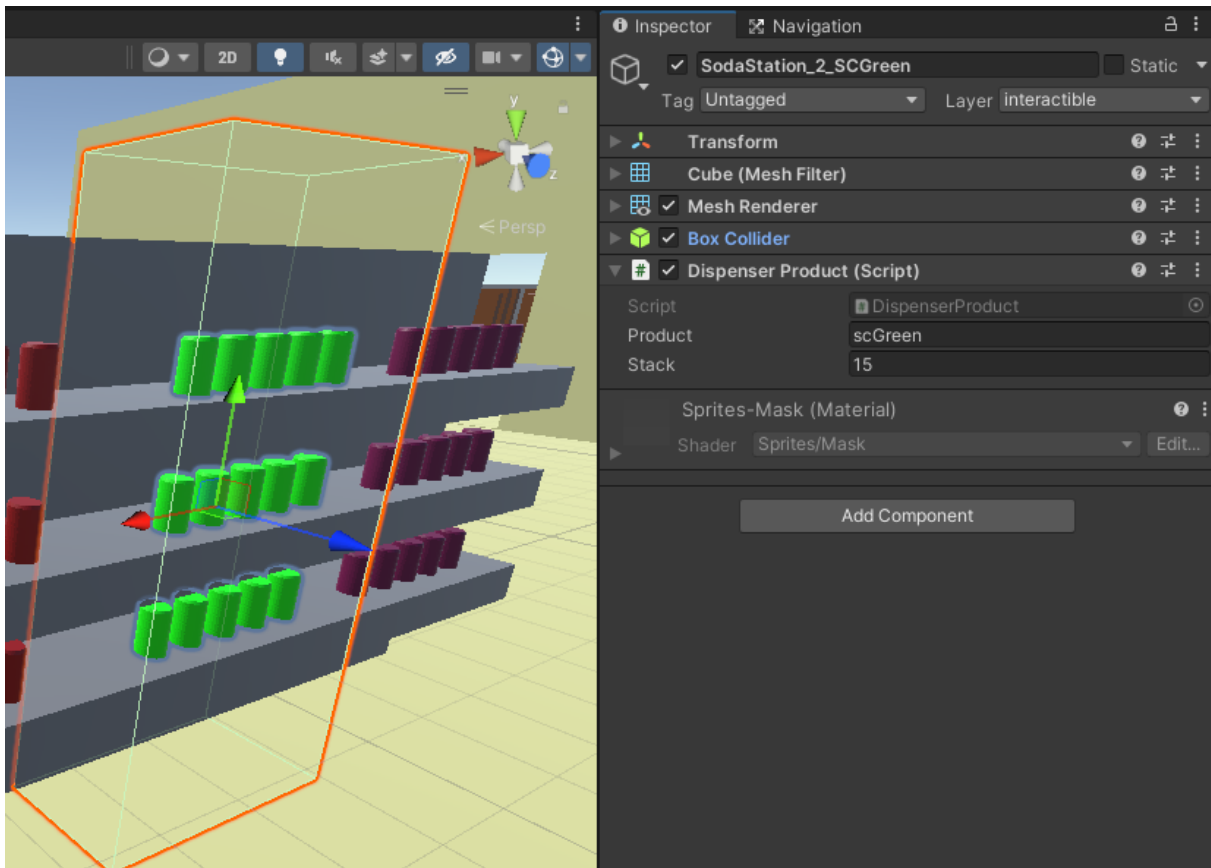 Inspector
Navigation
2D
SodaStation_2_SCGreen
Static
Tag Untagged
Layer interactible
Transform
Cube (Mesh Filter)
Mesh Renderer
Box Collider
# Dispenser Product (Script)
Script
DispenserProduct
Product
scGreen
Stack
15
Sprites-Mask (Material)
Shader Sprites/Mask
Edit...
Add Component
y
x
z
< Persp